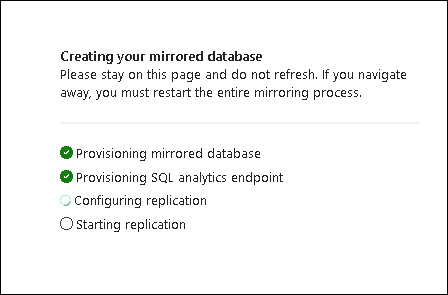 Creating your mirrored database
Please stay on this page and do not refresh. If you navigate
away, you must restart the entire mirroring process.
Provisioning mirrored database
Provisioning SQL analytics endpoint
Configuring replication
Starting replication